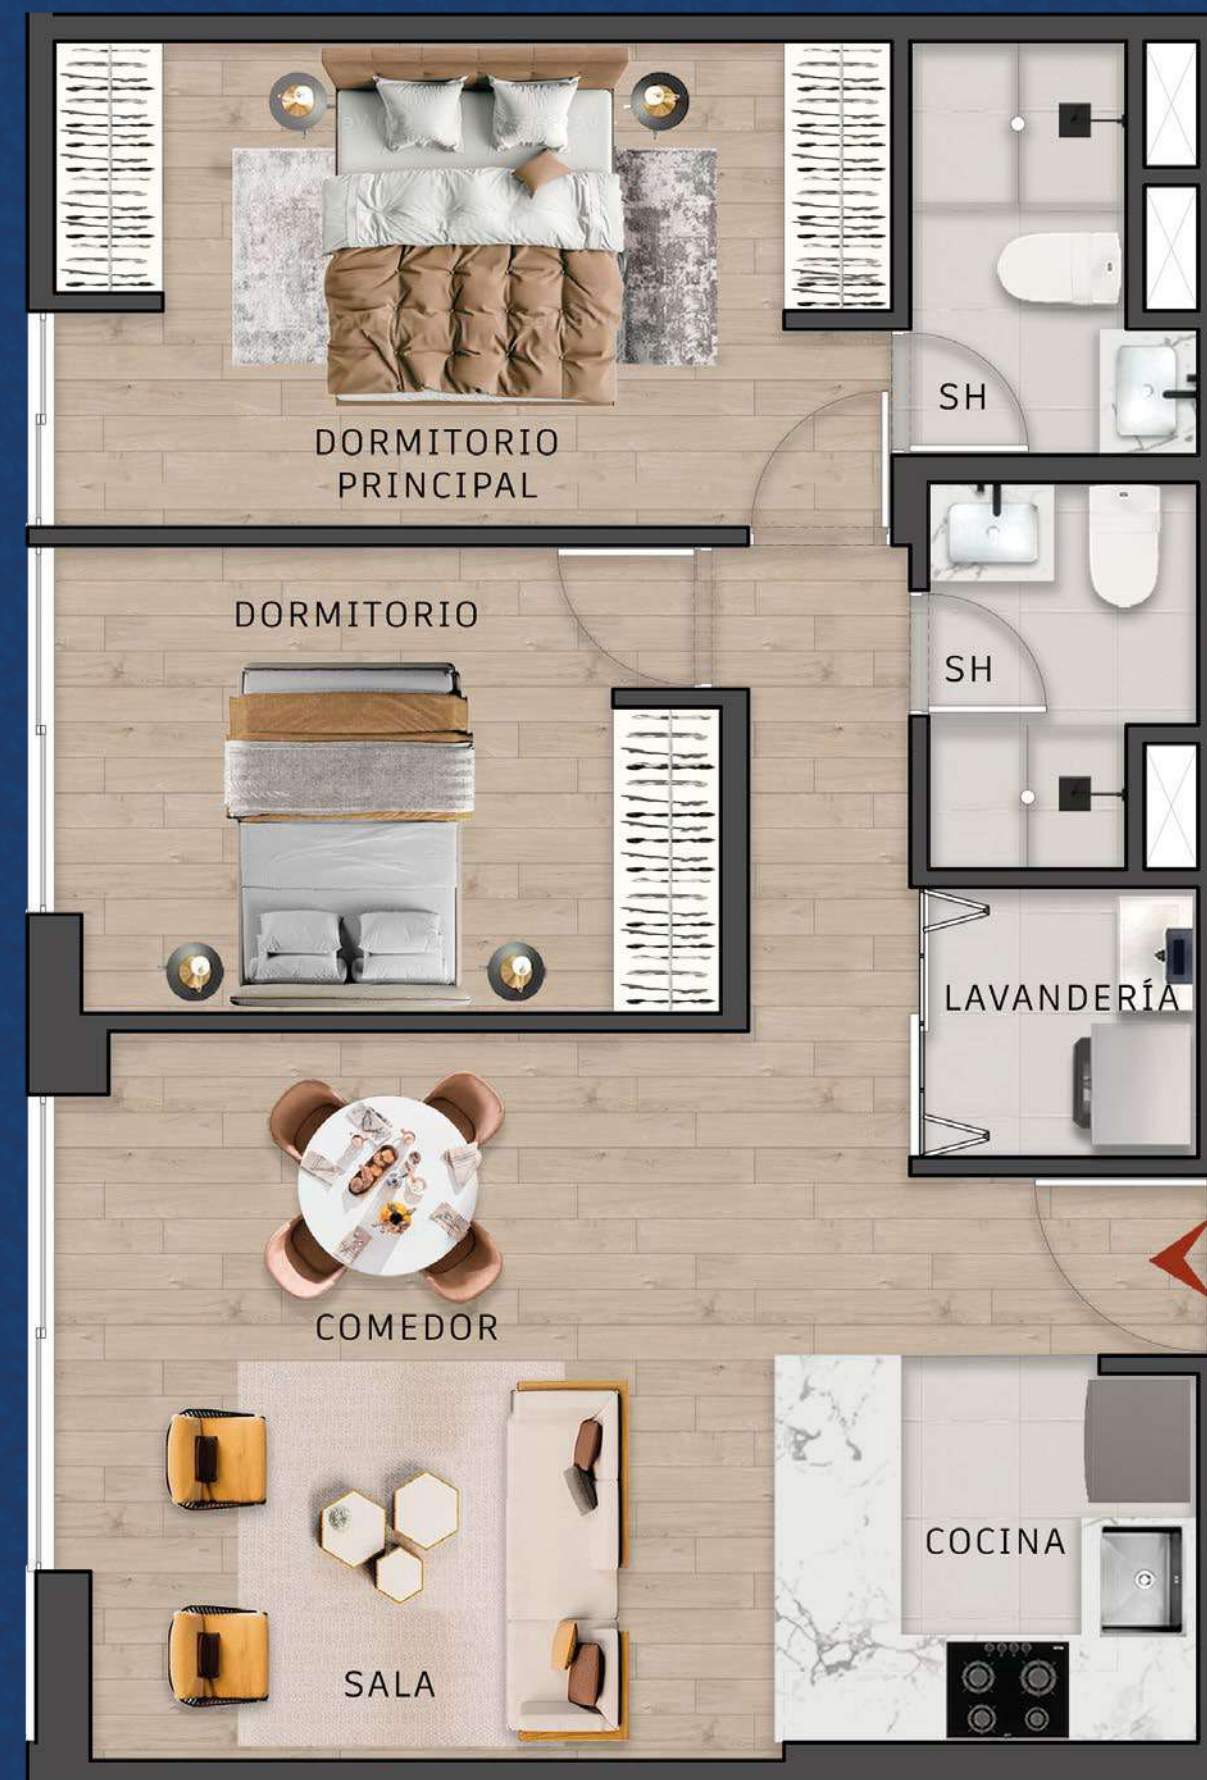 SH
DORMITORIO
PRINCIPAL
DORMITORIO
SH
LAVANDERÍA
COMEDOR
COCINA
SALA